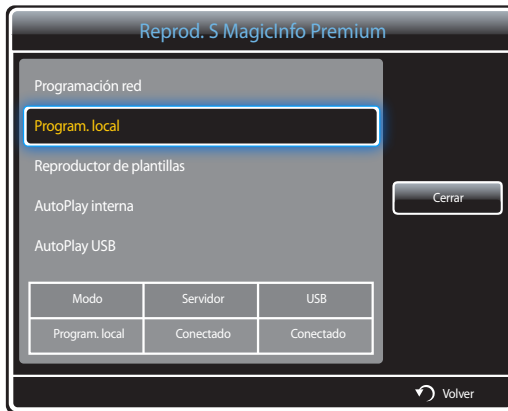 Reprod. S MagicInfo Premium
Programación red
Program. local
Reproductor de plantillas
AutoPlay interna
AutoPlay USB
Cerrar
Modo Servidor USB
Program. local Conectado Conectado
Volver